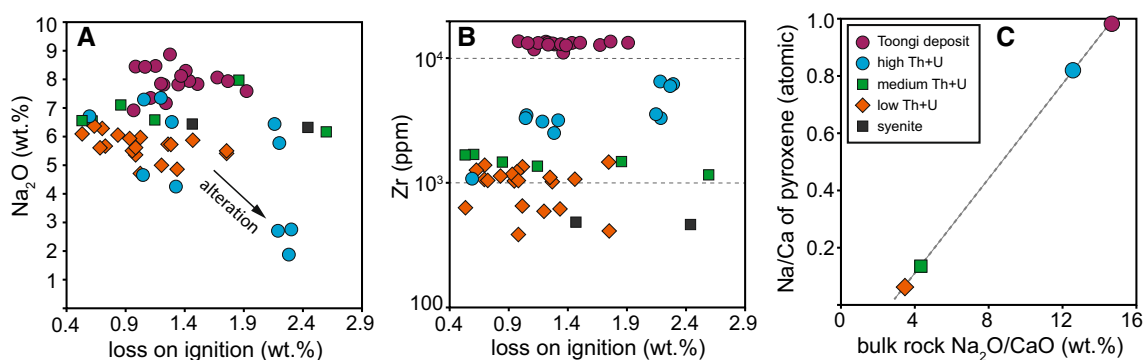 A
Na2O (wt.%)
10
9
8
7
6
5
4
3
2
1
alteration
0.4 0.9 1.4 1.9 2.4 2.9
loss on ignition (wt.%)
B
Zr (ppm)
10^4
10^3
100
0.4 0.9 1.4 1.9 2.4 2.9
loss on ignition (wt.%)
C
Toongi deposit
high Th+U
medium Th+U
low Th+U
syenite
Na/Ca of pyroxene (atomic)
1.0
0.8
0.6
0.4
0.2
0 4 8 12 16
bulk rock Na2O/CaO (wt.%)